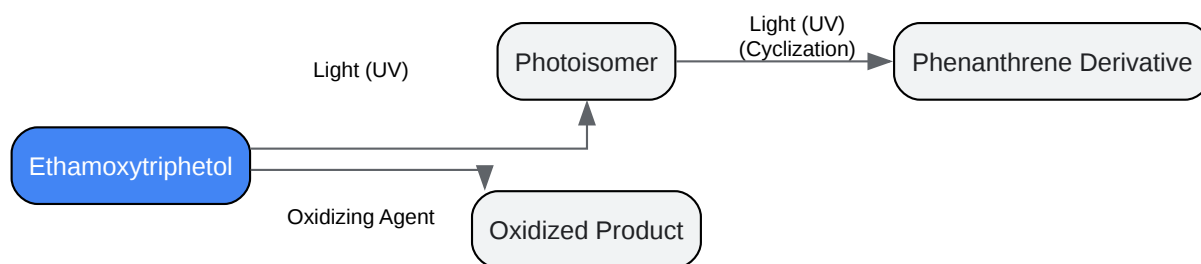 Light (UV)
(Cyclization)
Photoisomer
Phenanthrene Derivative
Light (UV)
Ethamoxytriphetol
Oxidizing Agent
Oxidized Product